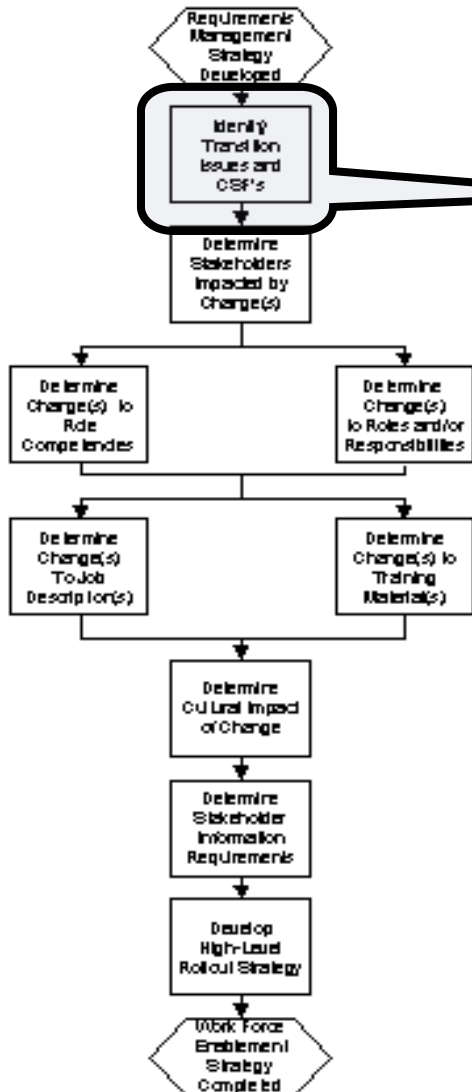 Requirements
Management
Strategy
Developed
Identify
Transition
Issues and
CSF's
Determine
Stakeholders
Impacted by
Change(s)
Determine
Change(s) to
Role
Competencies
Determine
Change(s)
to Roles and/or
Responsibilities
Determine
Change(s)
To Job
Description(s)
Determine
Change(s) to
Training
Material(s)
Determine
Cultural Impact
of Change
Determine
Stakeholder
Information
Requirements
Develop
High-Level
Rollout Strategy
Work Force
Enablement
Strategy
Completed